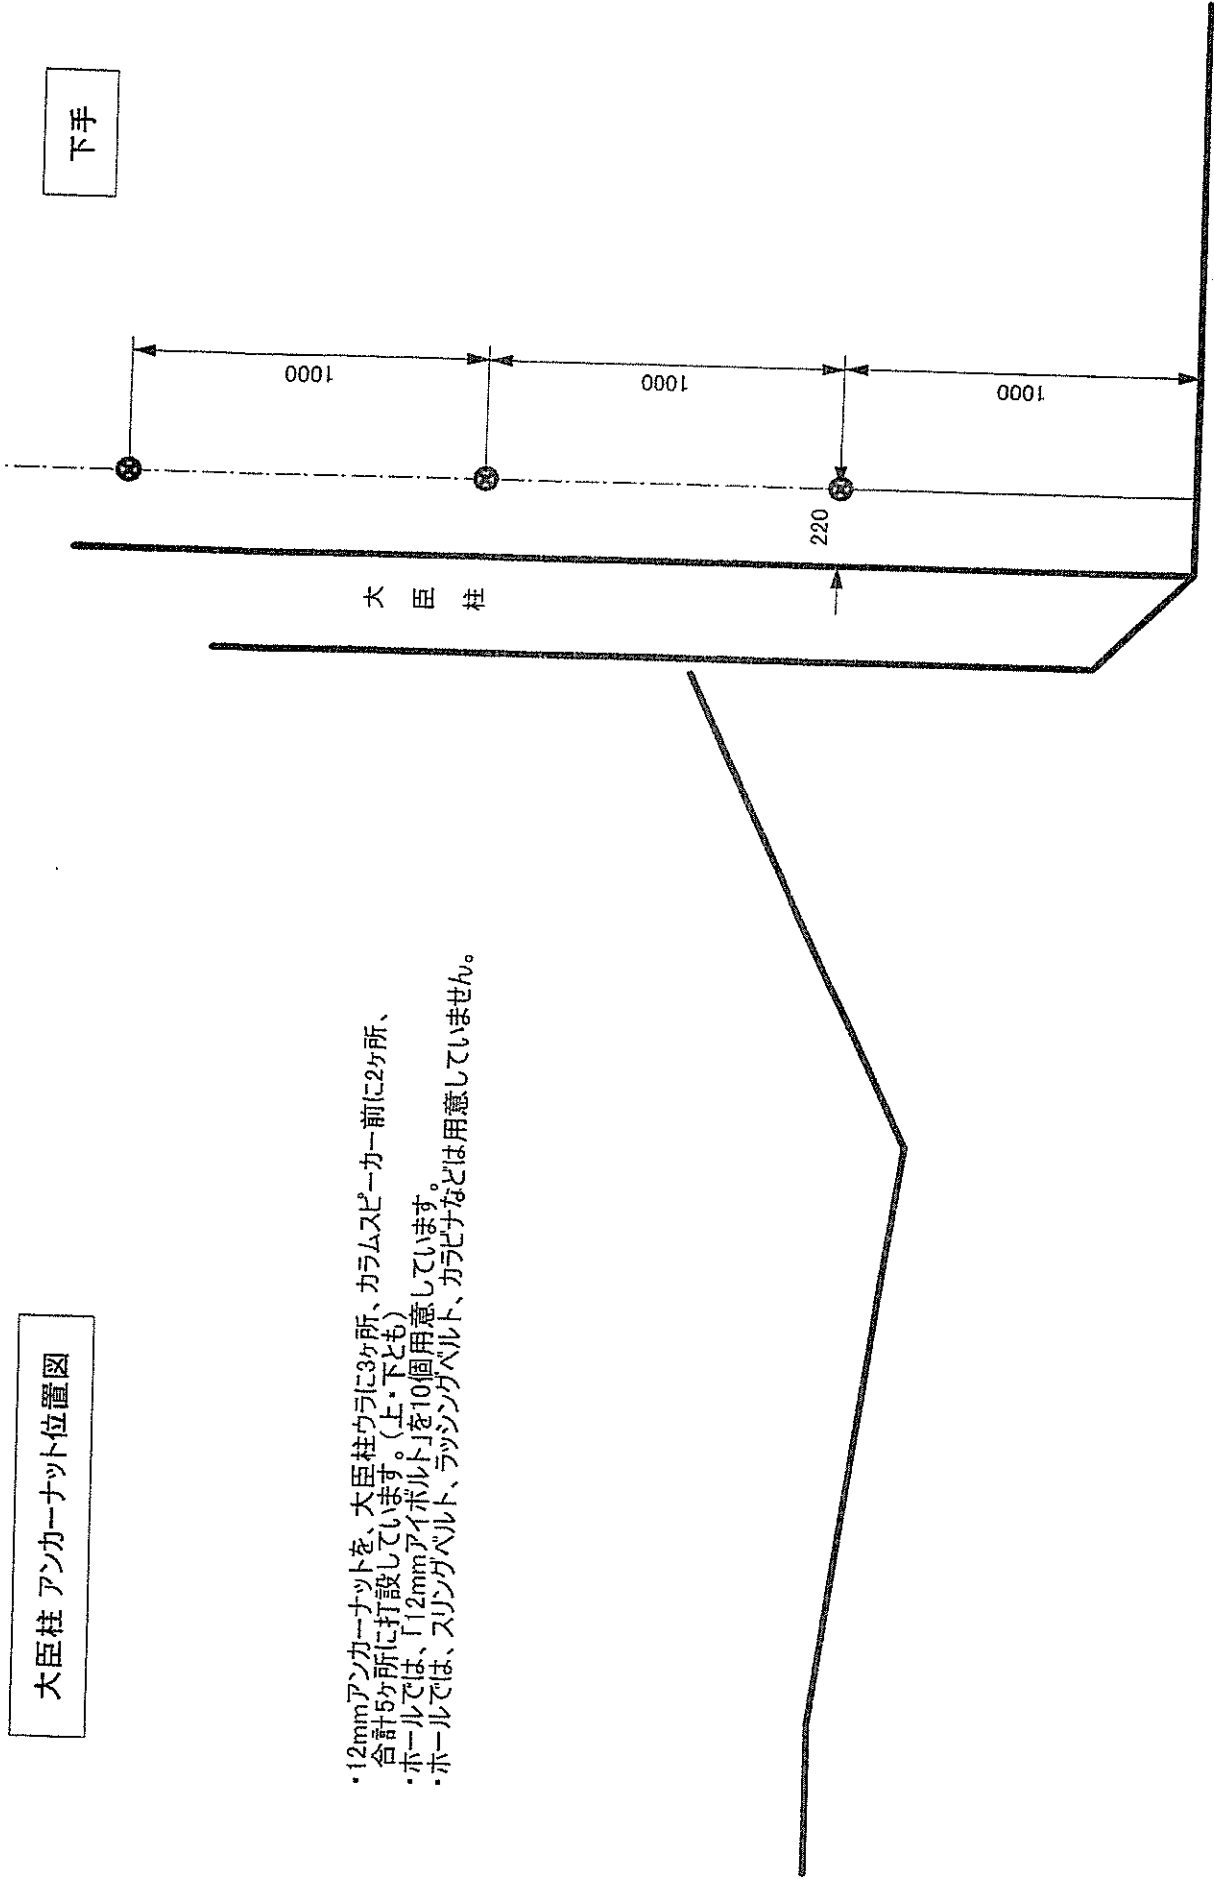 大臣柱 アンカーナット位置図
下手
・12mmアンカーナットを、大臣柱ウラに3ヶ所、カラムスピーカー前に2ヶ所、
合計5ヶ所に打設しています。(上・下とも)
・ホールでは、「12mmアイボルト」を10個用意しています。
・ホールでは、スリングベルト、ラッシングベルト、カラビナなどは用意していません。
大
臣
柱
220
1000
1000
1000